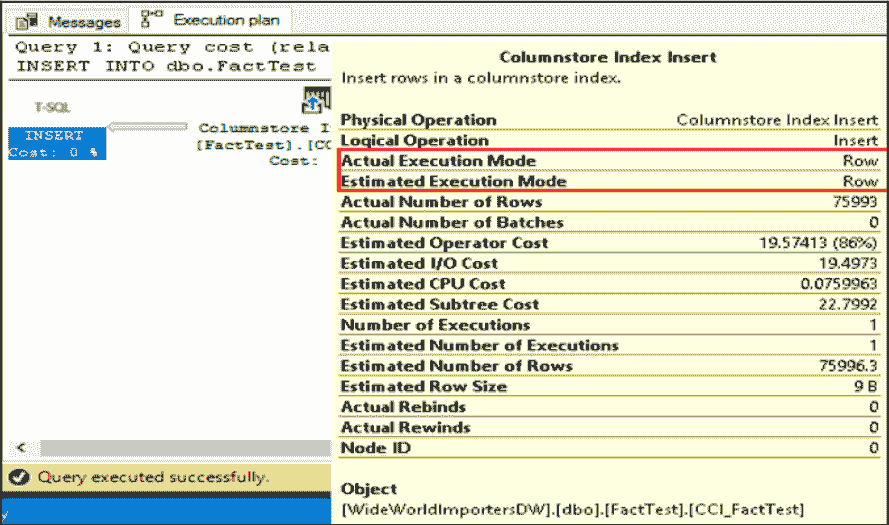 Messages
Execution plan
Query 1: Query cost (rela
INSERT INTO dbo.FactTest
T-SQL
INSERT
Cost: 0 %
Columnstore I
[FactTest].[CC
Cost:
Columnstore Index Insert
Insert rows in a columnstore index.
Physical Operation Columnstore Index Insert
Logical Operation Insert
Actual Execution Mode Row
Estimated Execution Mode Row
Actual Number of Rows 75993
Actual Number of Batches 0
Estimated Operator Cost 19.57413 (86%)
Estimated I/O Cost 19.4973
Estimated CPU Cost 0.0759963
Estimated Subtree Cost 22.7992
Number of Executions 1
Estimated Number of Executions 1
Estimated Number of Rows 75996.3
Estimated Row Size 9 B
Actual Rebinds 0
Actual Rewinds 0
Node ID 0
Query executed successfully.
Object
[WideWorldImportersDW].[dbo].[FactTest].[CCI_FactTest]